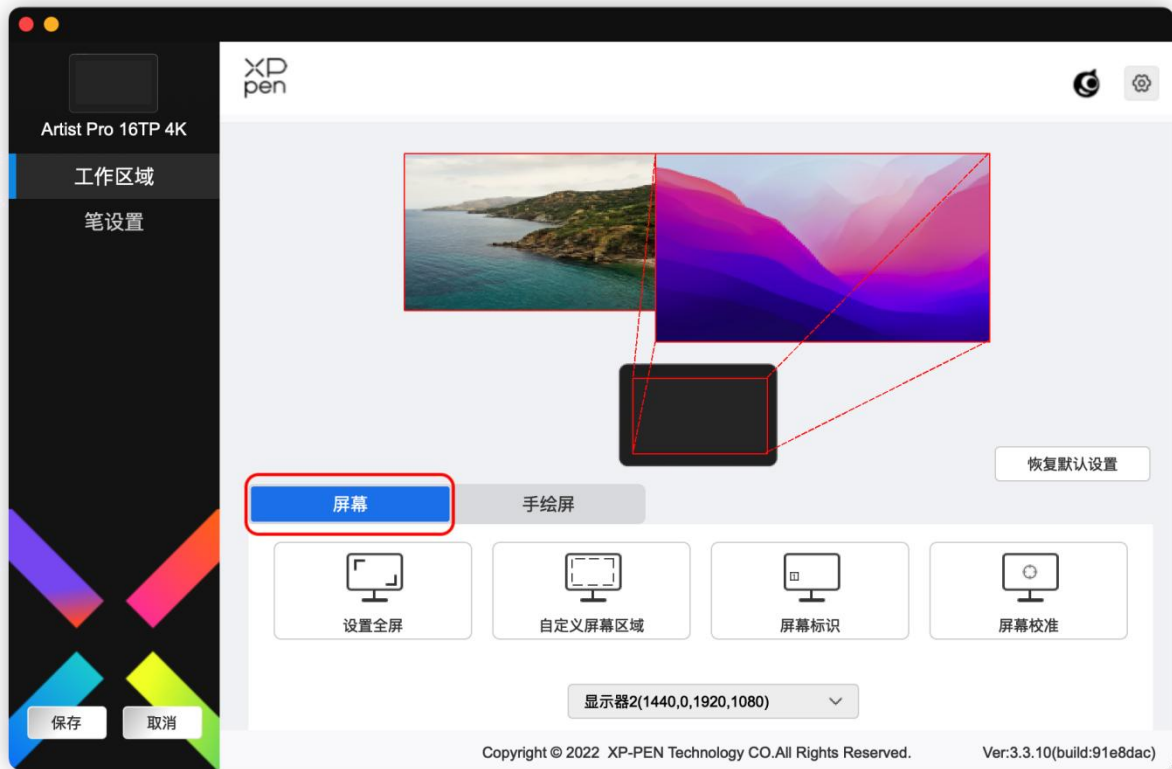 XP
pen
Artist Pro 16TP 4K
工作区域
笔设置
恢复默认设置
屏幕
手绘屏
设置全屏
自定义屏幕区域
1
屏幕标识
屏幕校准
显示器2(1440,0,1920,1080)
保存
取消
Copyright © 2022 XP-PEN Technology CO.All Rights Reserved.
Ver:3.3.10(build:91e8dac)